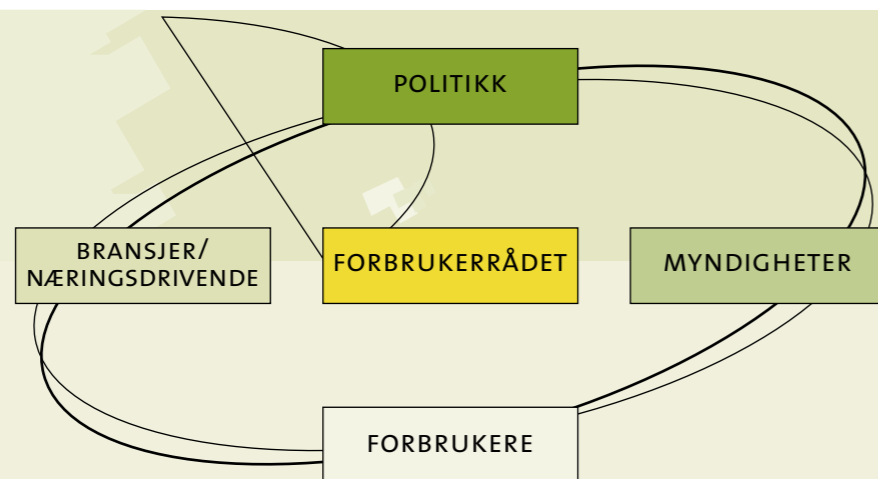 POLITIKK
BRANSJER/
NÆRINGSDRIVENDE
FORBRUKERRÅDET
MYNDIGHETER
FORBRUKERE